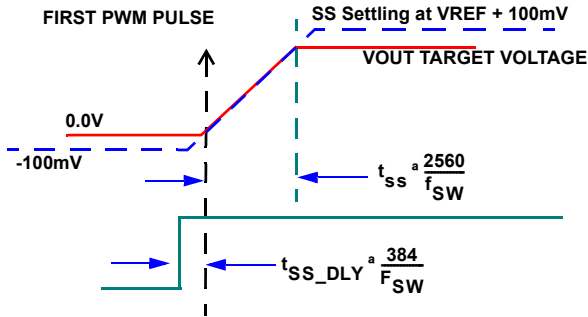 FIRST PWM PULSE
SS Settling at VREF + 100mV
VOUT TARGET VOLTAGE
0.0V
-100mV
tSS a 2560
fSW
tSS_DLY a 384
FSW